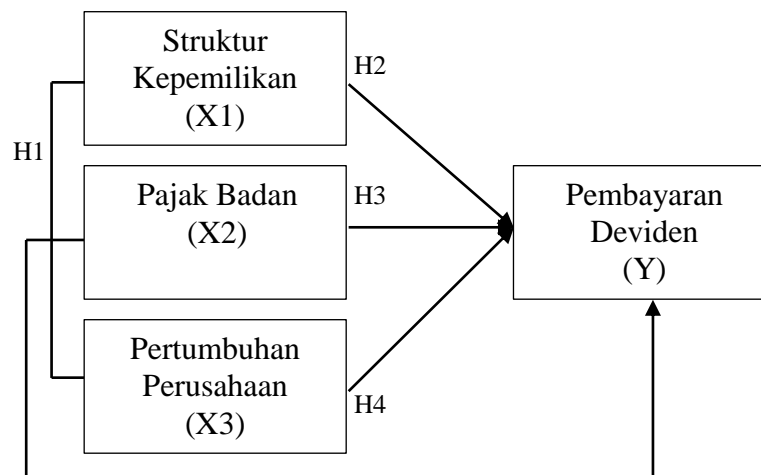 Struktur
Kepemilikan
(X1)
H2
H1
Pajak Badan
(X2)
H3
Pembayaran
Deviden
(Y)
Pertumbuhan
Perusahaan
(X3)
H4